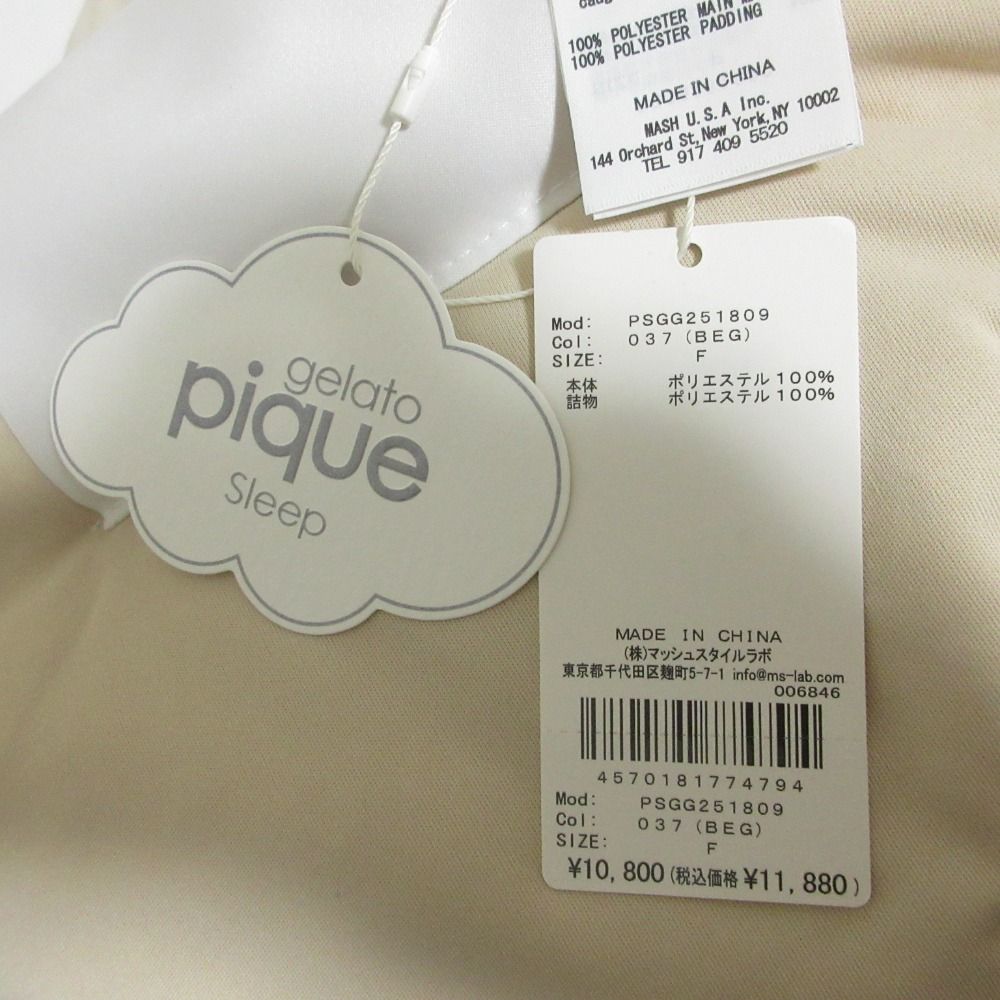 100% POLYESTER MAIN
100% POLYESTER PADDING
MADE IN CHINA
MASH U.S.A Inc.
144 Orchard St,New York,NY 10002
TEL 917 409 5520
gelato
pique
Sleep
Mod: PSGG251809
Col: 037(BEG)
SIZE: F
本体 ポリエステル100%
詰物 ポリエステル100%
MADE IN CHINA
(株)マッシュスタイルラボ
東京都千代田区麹町5-7-1 info@ms-lab.com
006846
4570181774794
Mod: PSGG251809
Col: 037(BEG)
SIZE: F
¥10,800(税込価格¥11,880)